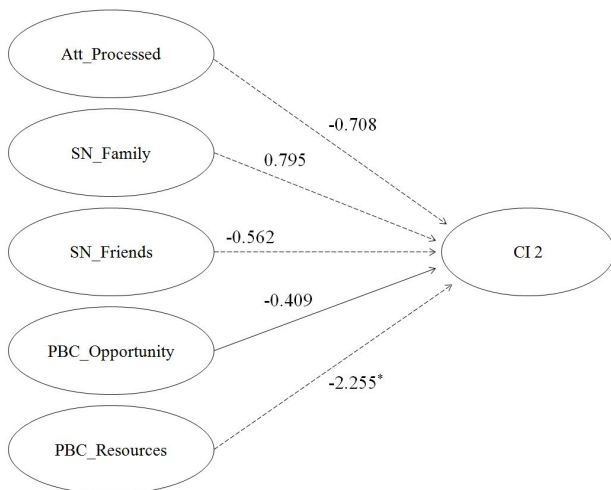 Att_Processed
-0.708
SN_Family
0.795
SN_Friends
-0.562
CI 2
-0.409
PBC_Opportunity
-2.255*
PBC_Resources